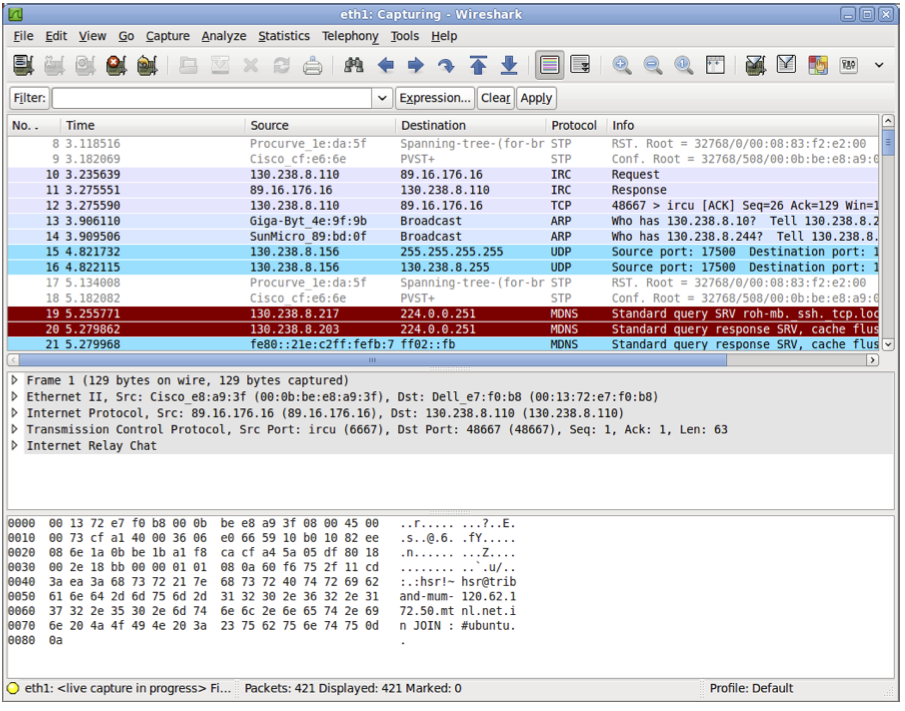 eth1: Capturing - Wireshark
File Edit View Go Capture Analyze Statistics Telephony Tools Help
Filter: Expression... Clear Apply
No. . Time Source Destination Protocol Info
8 3.118516 Procurve_1e:da:5f Spanning-tree-(for-br STP RST. Root = 32768/0/00:08:83:f2:e2:00
9 3.182069 Cisco_cf:e6:6e PVST+ STP Conf. Root = 32768/508/00:0b:be:e8:a9:0
10 3.235639 130.238.8.110 89.16.176.16 IRC Request
11 3.275551 89.16.176.16 130.238.8.110 IRC Response
12 3.275590 130.238.8.110 89.16.176.16 TCP 48667 > ircu [ACK] Seq=26 Ack=129 Win=1
13 3.906110 Giga-Byt_4e:9f:9b Broadcast ARP Who has 130.238.8.10? Tell 130.238.8.2
14 3.909506 SunMicro_89:bd:0f Broadcast ARP Who has 130.238.8.244? Tell 130.238.8.
15 4.821732 130.238.8.156 255.255.255.255 UDP Source port: 17500 Destination port: 1
16 4.822115 130.238.8.156 130.238.8.255 UDP Source port: 17500 Destination port: 1
17 5.134008 Procurve_1e:da:5f Spanning-tree-(for-br STP RST. Root = 32768/0/00:08:83:f2:e2:00
18 5.182082 Cisco_cf:e6:6e PVST+ STP Conf. Root = 32768/508/00:0b:be:e8:a9:0
19 5.255771 130.238.8.217 224.0.0.251 MDNS Standard query SRV roh-mb._ssh._tcp.loc
20 5.279862 130.238.8.203 224.0.0.251 MDNS Standard query response SRV, cache flus
21 5.279968 fe80::21e:c2ff:fefb:7 ff02::fb MDNS Standard query response SRV, cache flus
Frame 1 (129 bytes on wire, 129 bytes captured)
Ethernet II, Src: Cisco_e8:a9:3f (00:0b:be:e8:a9:3f), Dst: Dell_e7:f0:b8 (00:13:72:e7:f0:b8)
Internet Protocol, Src: 89.16.176.16 (89.16.176.16), Dst: 130.238.8.110 (130.238.8.110)
Transmission Control Protocol, Src Port: ircu (6667), Dst Port: 48667 (48667), Seq: 1, Ack: 1, Len: 63
Internet Relay Chat
0000 00 13 72 e7 f0 b8 00 0b be e8 a9 3f 08 00 45 00 ..r..... ...?..E.
0010 00 73 cf a1 40 00 36 06 e0 66 59 10 b0 10 82 ee .s..@.6. .fY.....
0020 08 6e 1a 0b be 1b a1 f8 ca cf a4 5a 05 df 80 18 .n...... ...Z....
0030 00 2e 18 bb 00 00 01 01 08 0a 60 f6 75 2f 11 cd ........ ..`.u/..
0040 3a ea 3a 68 73 72 21 7e 68 73 72 40 74 72 69 62 :.:hsr!~ hsr@trib
0050 61 6e 64 2d 6d 75 6d 2d 31 32 30 2e 36 32 2e 31 and-mum- 120.62.1
0060 37 32 2e 35 30 2e 6d 74 6e 6c 2e 6e 65 74 2e 69 72.50.mt nl.net.i
0070 6e 20 4a 4f 49 4e 20 3a 23 75 62 75 6e 74 75 0d n JOIN : #ubuntu.
0080 0a .
eth1: <live capture in progress> Fi... Packets: 421 Displayed: 421 Marked: 0 Profile: Default